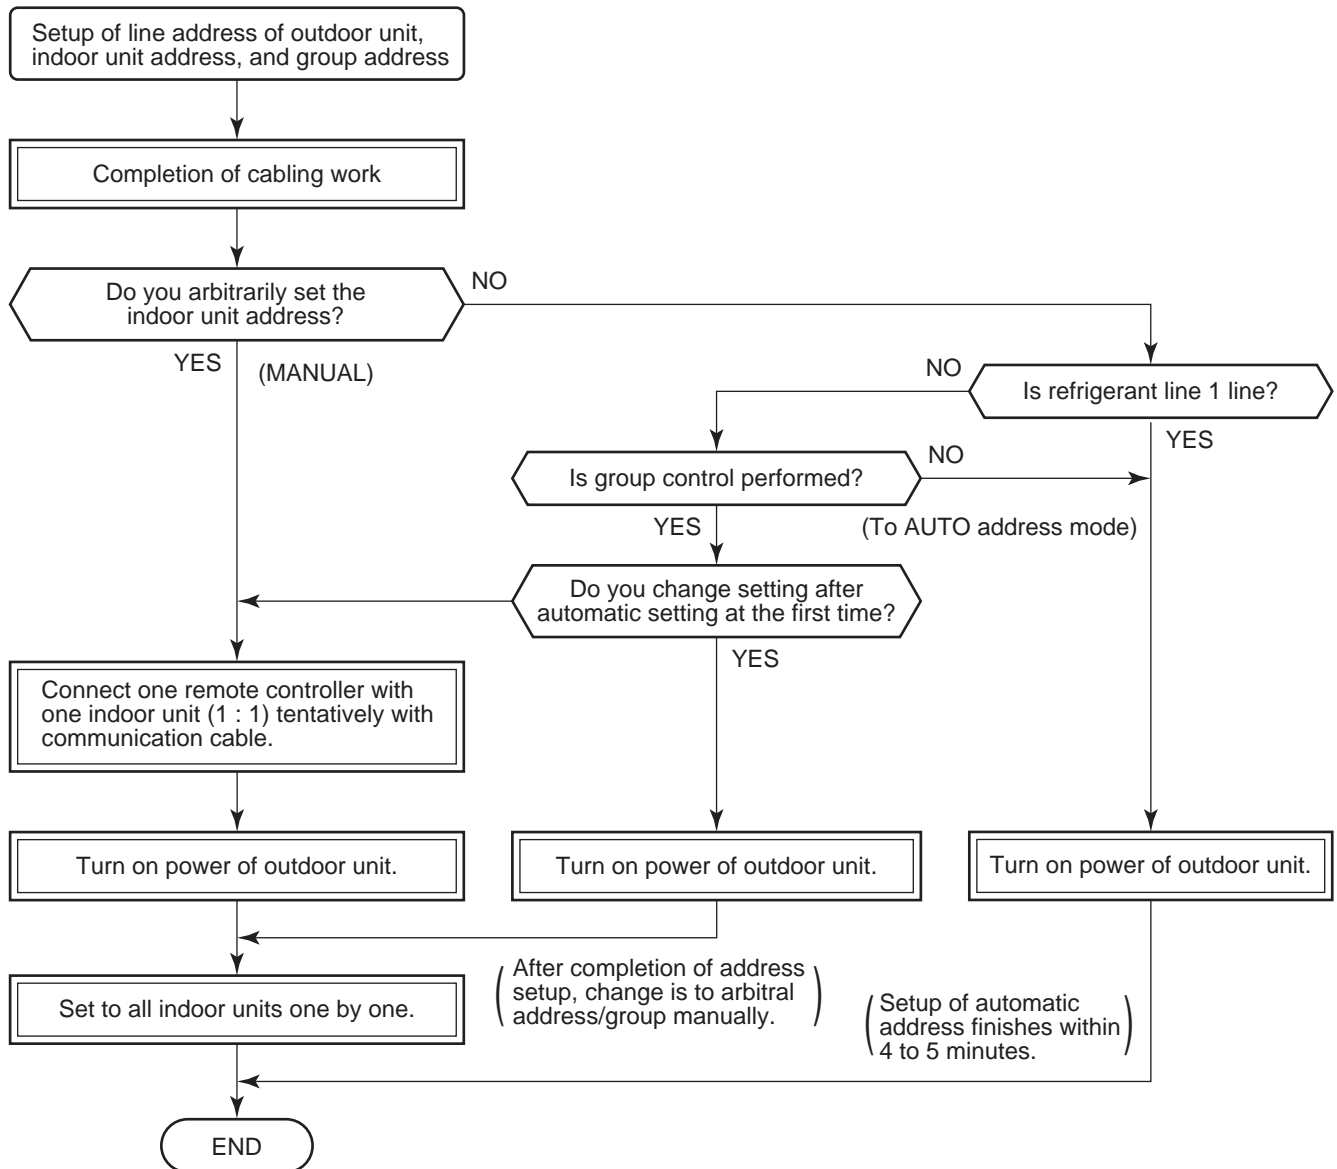 Setup of line address of outdoor unit,
indoor unit address, and group address
Completion of cabling work
Do you arbitrarily set the
indoor unit address?
NO
YES
(MANUAL)
NO
Is refrigerant line 1 line?
YES
Is group control performed?
NO
YES
(To AUTO address mode)
Do you change setting after
automatic setting at the first time?
YES
Connect one remote controller with
one indoor unit (1 : 1) tentatively with
communication cable.
Turn on power of outdoor unit.
Turn on power of outdoor unit.
Turn on power of outdoor unit.
(After completion of address
setup, change is to arbitral
address/group manually.)
Set to all indoor units one by one.
(Setup of automatic
address finishes within
4 to 5 minutes.)
END